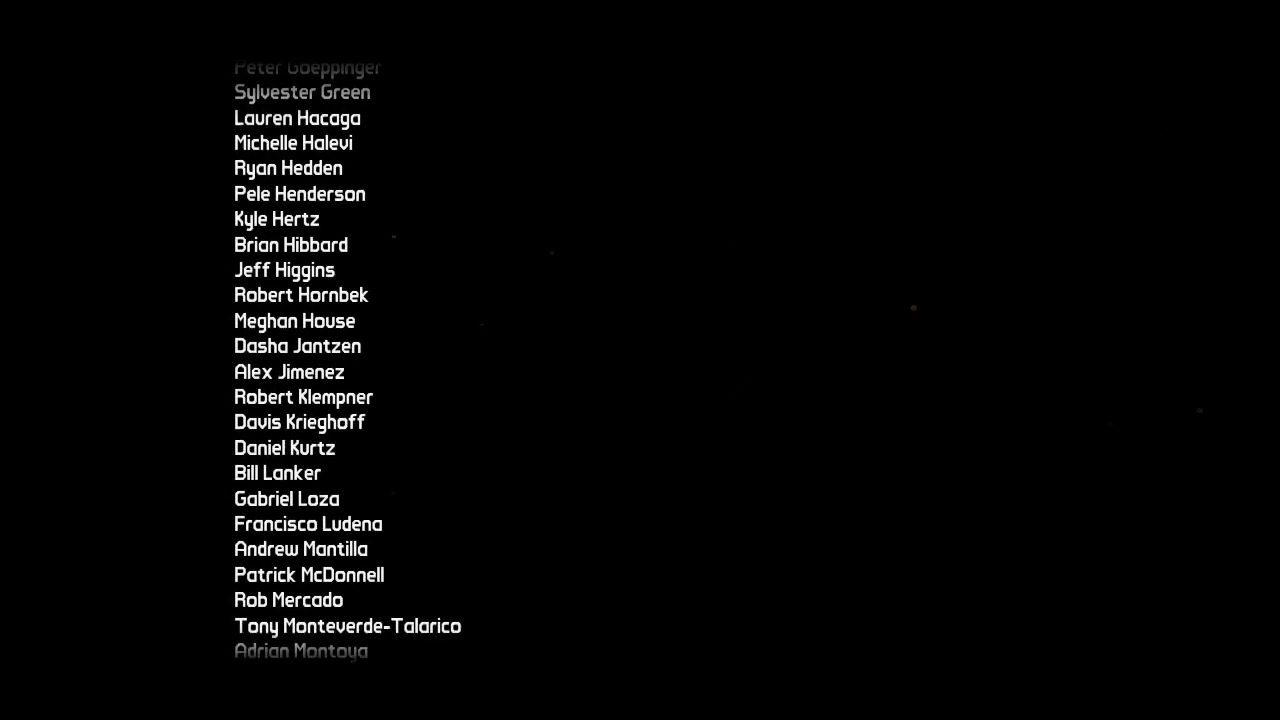 Peter Goeppinger
Sylvester Green
Lauren Hacaga
Michelle Halevi
Ryan Hedden
Pele Henderson
Kyle Hertz
Brian Hibbard
Jeff Higgins
Robert Hornbek
Meghan House
Dasha Jantzen
Alex Jimenez
Robert Klempner
Davis Krieghoff
Daniel Kurtz
Bill Lanker
Gabriel Loza
Francisco Ludena
Andrew Mantilla
Patrick McDonnell
Rob Mercado
Tony Monteverde-Talarico
Adrian Montoya